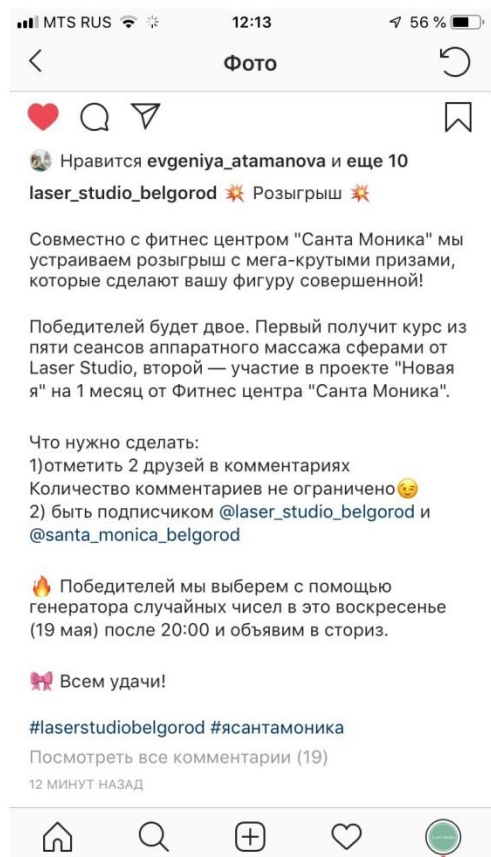 MTS RUS 12:13 56 %
Фото
Нравится evgeniya_atamanova и еще 10
laser_studio_belgorod 💥 Розыгрыш 💥
Совместно с фитнес центром "Санта Моника" мы
устраиваем розыгрыш с мега-крутыми призами,
которые сделают вашу фигуру совершенной!
Победителей будет двое. Первый получит курс из
пяти сеансов аппаратного массажа сферами от
Laser Studio, второй — участие в проекте "Новая
я" на 1 месяц от Фитнес центра "Санта Моника".
Что нужно сделать:
1)отметить 2 друзей в комментариях
Количество комментариев не ограничено😉
2) быть подписчиком @laser_studio_belgorod и
@santa_monica_belgorod
🔥 Победителей мы выберем с помощью
генератора случайных чисел в это воскресенье
(19 мая) после 20:00 и объявим в сториз.
🎀 Всем удачи!
#laserstudiobelgorod #ясантамоника
Посмотреть все комментарии (19)
12 МИНУТ НАЗАД